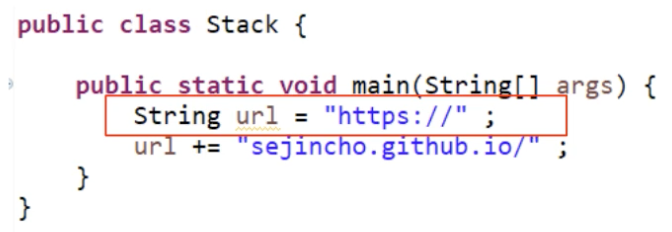 public class Stack {
public static void main(String[] args) {
String url = "https://" ;
url += "sejincho.github.io/" ;
}
}